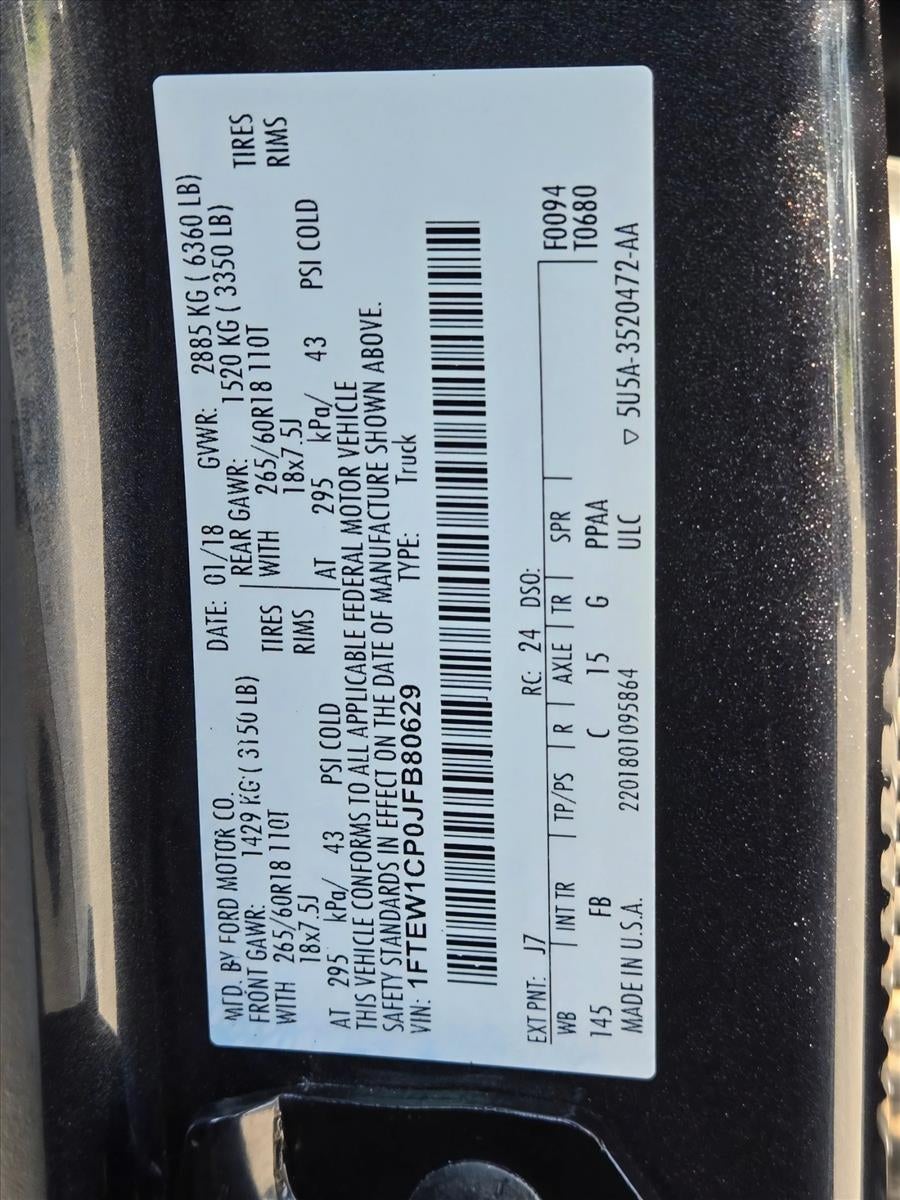 MFD. BY FORD MOTOR CO. DATE: 01/18 GVWR: 2885 KG ( 6360 LB)
FRONT GAWR: 1429 KG ( 3150 LB) REAR GAWR: 1520 KG ( 3350 LB)
WITH 265/60R18 110T TIRES WITH 265/60R18 110T TIRES
18x7.5J RIMS 18x7.5J RIMS
AT 295 kPa/ 43 PSI COLD AT 295 kPa/ 43 PSI COLD
THIS VEHICLE CONFORMS TO ALL APPLICABLE FEDERAL MOTOR VEHICLE
SAFETY STANDARDS IN EFFECT ON THE DATE OF MANUFACTURE SHOWN ABOVE.
VIN: 1FTEW1CP0JFB80629 TYPE: Truck
EXT PNT: J7 RC: 24 DSO: F0094
WB INT TR TP/PS R AXLE TR SPR T0680
145 FB C 15 G PPAA
MADE IN U.S.A. 220180109​5864 ULC ▽ 5U5A-3520472-AA